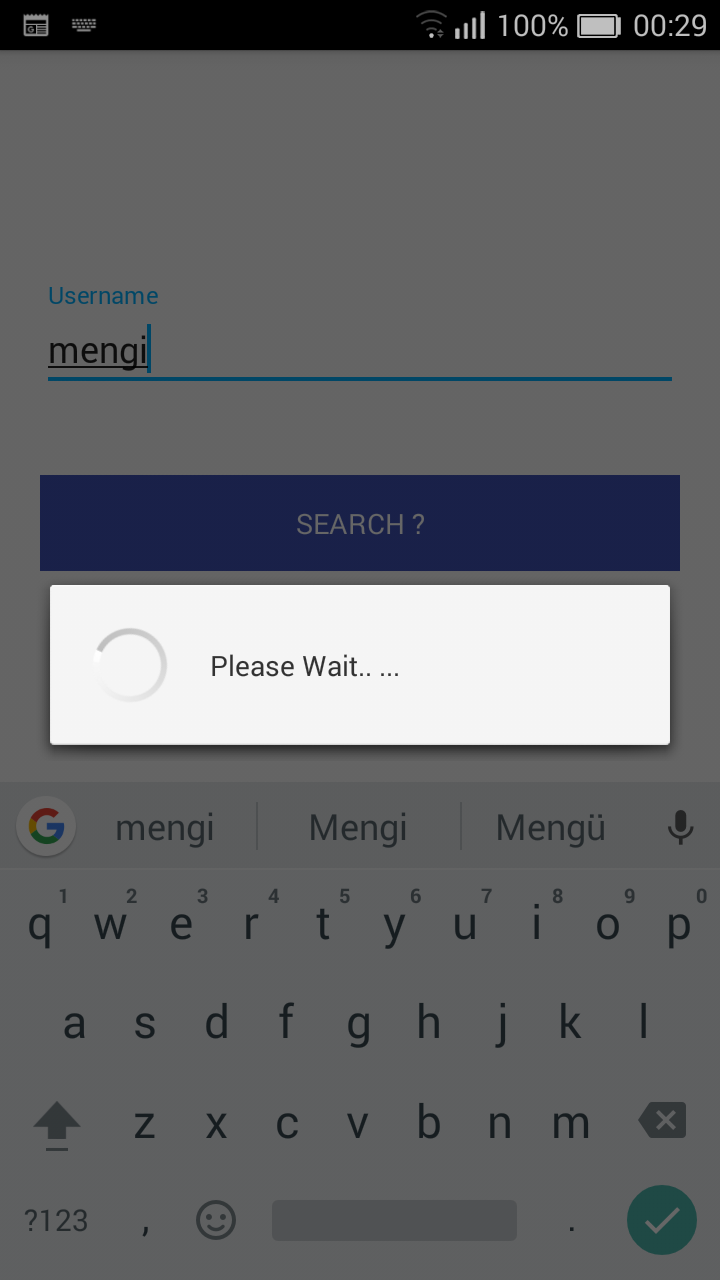 100% 00:29
Username
mengi
SEARCH ?
Please Wait.. ...
mengi Mengi Mengü
1 2 3 4 5 6 7 8 9 0
q w e r t y u i o p
a s d f g h j k l
z x c v b n m
?123 , .